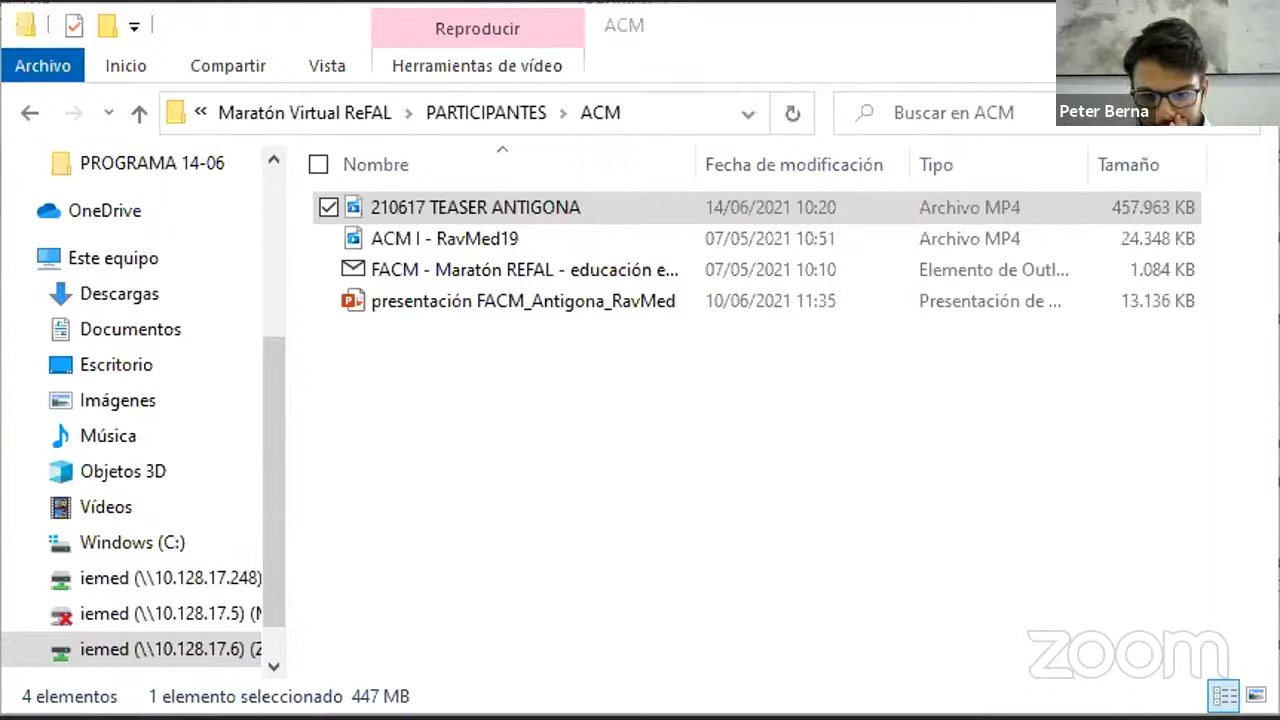 Reproducir
ACM
Archivo
Inicio
Compartir
Vista
Herramientas de vídeo
Peter Berna
« Maratón Virtual ReFAL > PARTICIPANTES > ACM
Buscar en ACM
PROGRAMA 14-06
OneDrive
Este equipo
Descargas
Documentos
Escritorio
Imágenes
Música
Objetos 3D
Vídeos
Windows (C:)
iemed (\\10.128.17.248)
iemed (\\10.128.17.5) (N
iemed (\\10.128.17.6) (Z
Nombre Fecha de modificación Tipo Tamaño
210617 TEASER ANTIGONA 14/06/2021 10:20 Archivo MP4 457.963 KB
ACM I - RavMed19 07/05/2021 10:51 Archivo MP4 24.348 KB
FACM - Maratón REFAL - educación e... 07/05/2021 10:10 Elemento de Outl... 1.084 KB
presentación FACM_Antigona_RavMed 10/06/2021 11:35 Presentación de ... 13.136 KB
zoom
4 elementos 1 elemento seleccionado 447 MB